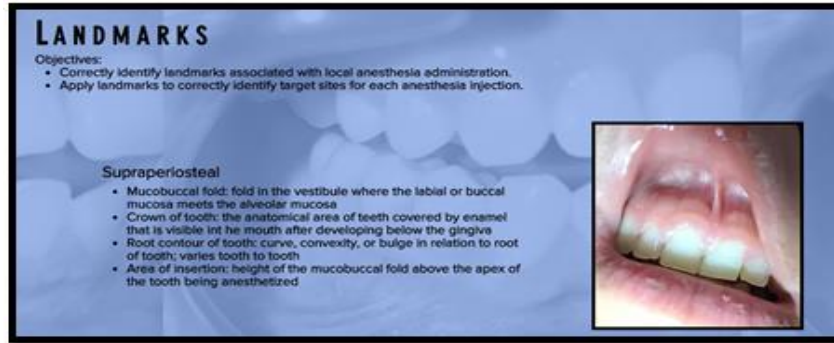 LANDMARKS
Objectives:
• Correctly identify landmarks associated with local anesthesia administration.
• Apply landmarks to correctly identify target sites for each anesthesia injection.
Supraperiosteal
• Mucobuccal fold: fold in the vestibule where the labial or buccal
mucosa meets the alveolar mucosa
• Crown of tooth: the anatomical area of teeth covered by enamel
that is visible int he mouth after developing below the gingiva
• Root contour of tooth: curve, convexity, or bulge in relation to root
of tooth; varies tooth to tooth
• Area of insertion: height of the mucobuccal fold above the apex of
the tooth being anesthetized